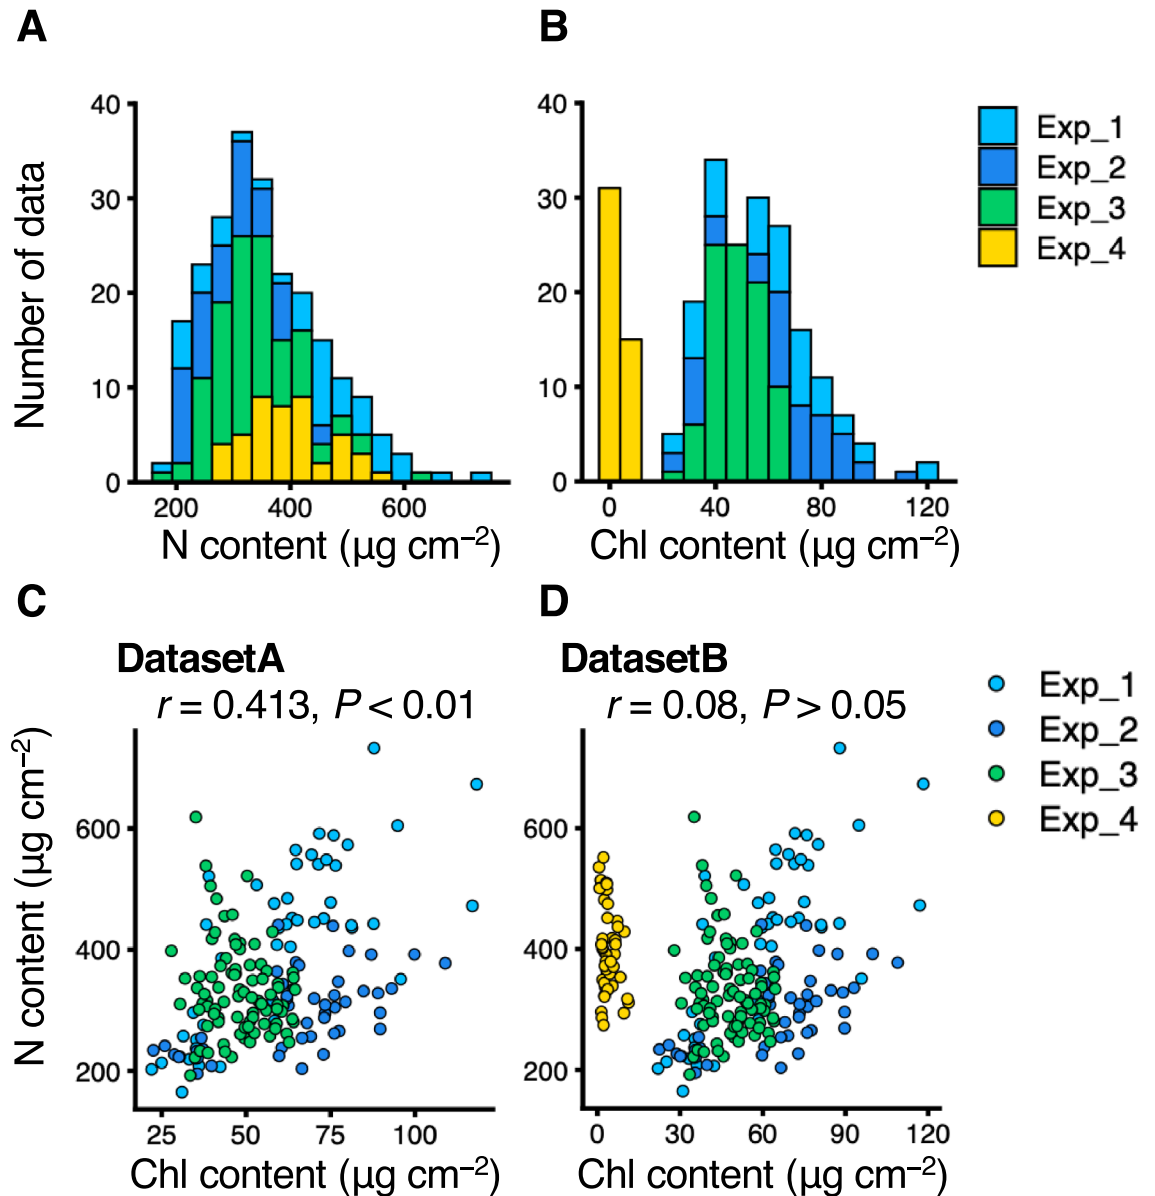 A
B
40
30
20
10
0
Number of data
200 400 600
N content (μg cm⁻²)
40
30
20
10
0
0 40 80 120
Chl content (μg cm⁻²)
Exp_1
Exp_2
Exp_3
Exp_4
C
D
DatasetA
r = 0.413, P < 0.01
600
400
200
N content (μg cm⁻²)
25 50 75 100
Chl content (μg cm⁻²)
DatasetB
r = 0.08, P > 0.05
600
400
200
0 30 60 90 120
Chl content (μg cm⁻²)
Exp_1
Exp_2
Exp_3
Exp_4